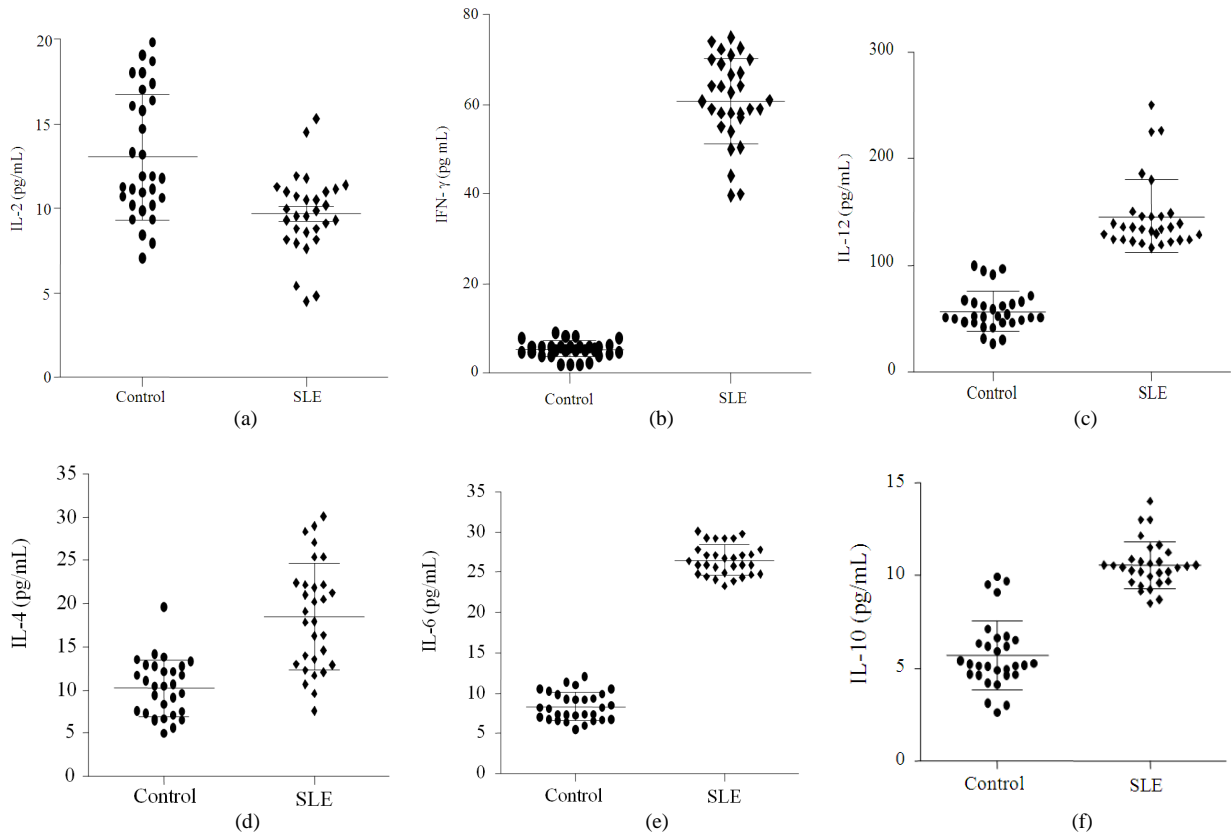 20
15
10
5
0
IL-2 (pg/mL)
Control
SLE
(a)
80
60
40
20
0
IFN- γ (pg mL)
Control
SLE
(b)
300
200
100
0
IL-12 (pg/mL)
Control
SLE
(c)
35
30
25
20
15
10
5
0
IL-4 (pg/mL)
Control
SLE
(d)
35
30
25
20
15
10
5
0
IL-6 (pg/mL)
Control
SLE
(e)
15
10
5
0
IL-10 (pg/mL)
Control
SLE
(f)